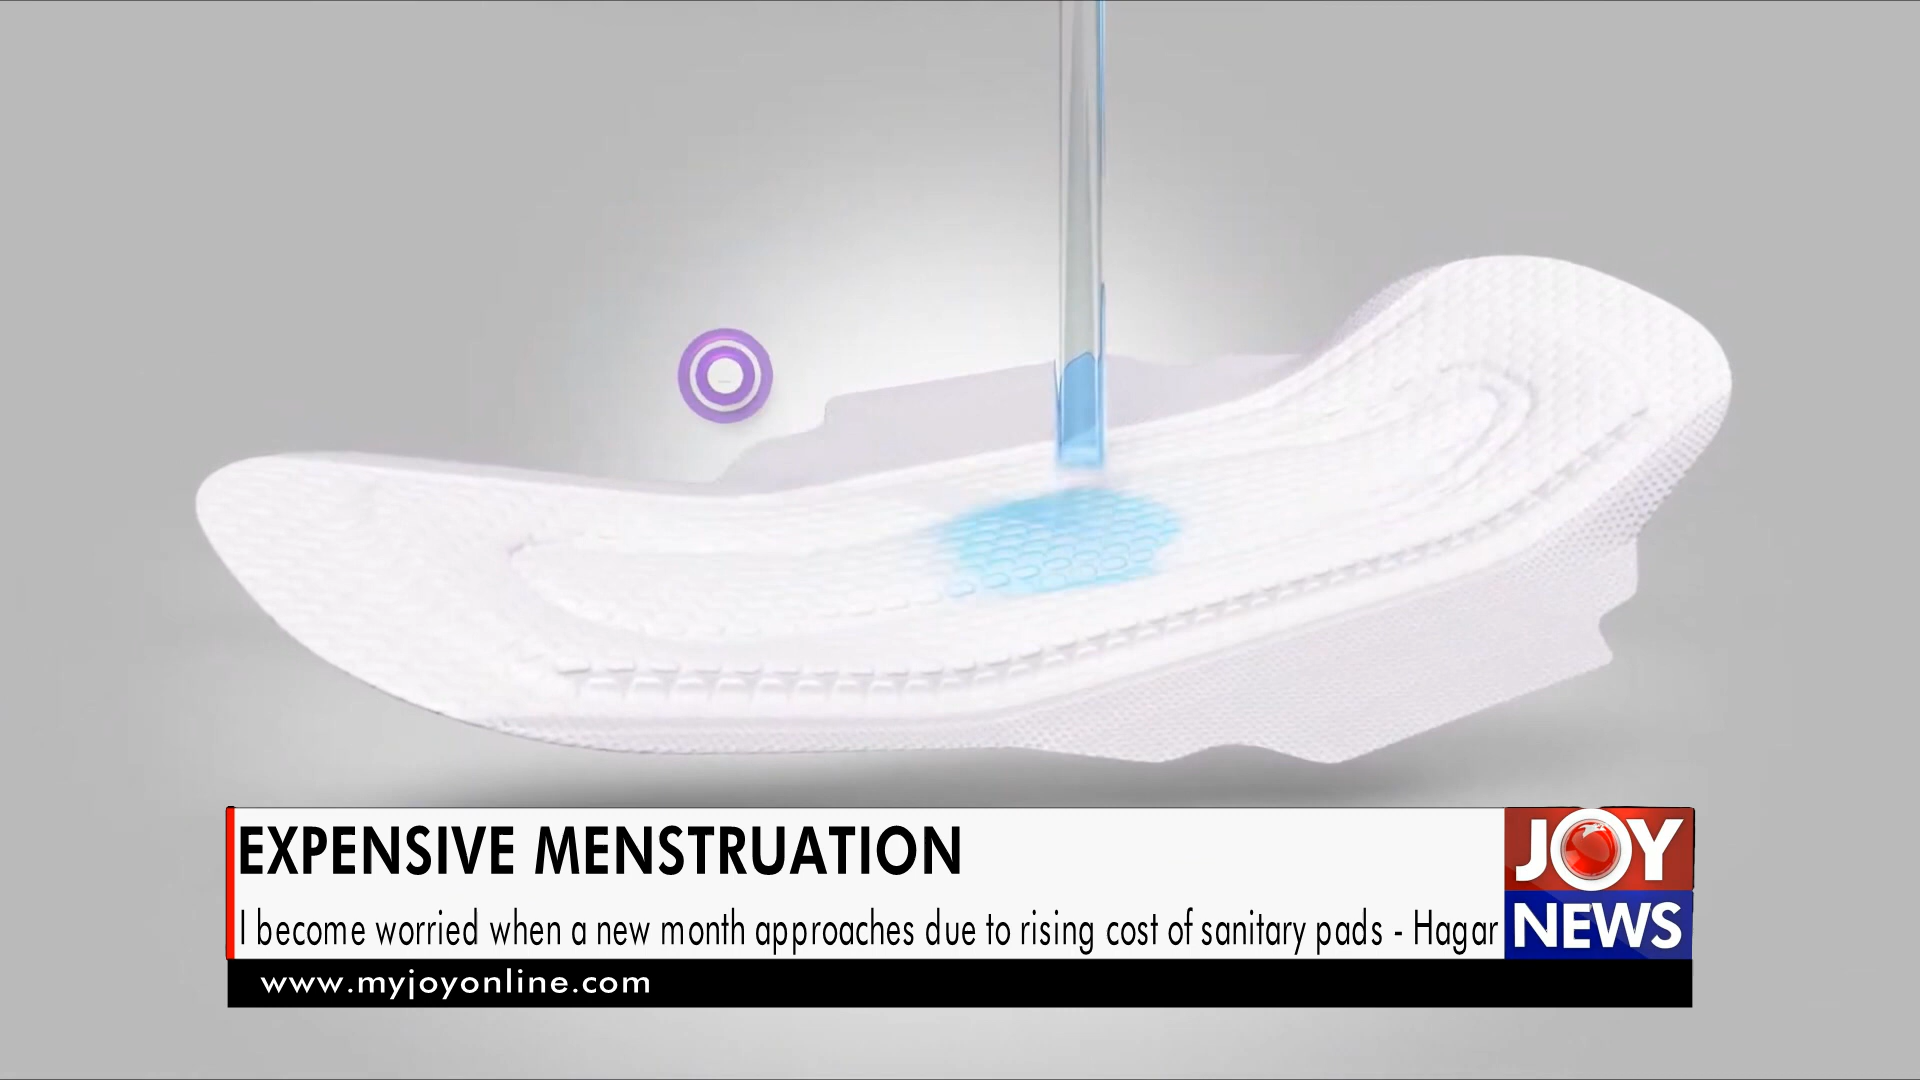 EXPENSIVE MENSTRUATION
I become worried when a new month approaches due to rising cost of sanitary pads - Hagar
JOY
NEWS
www.myjoyonline.com